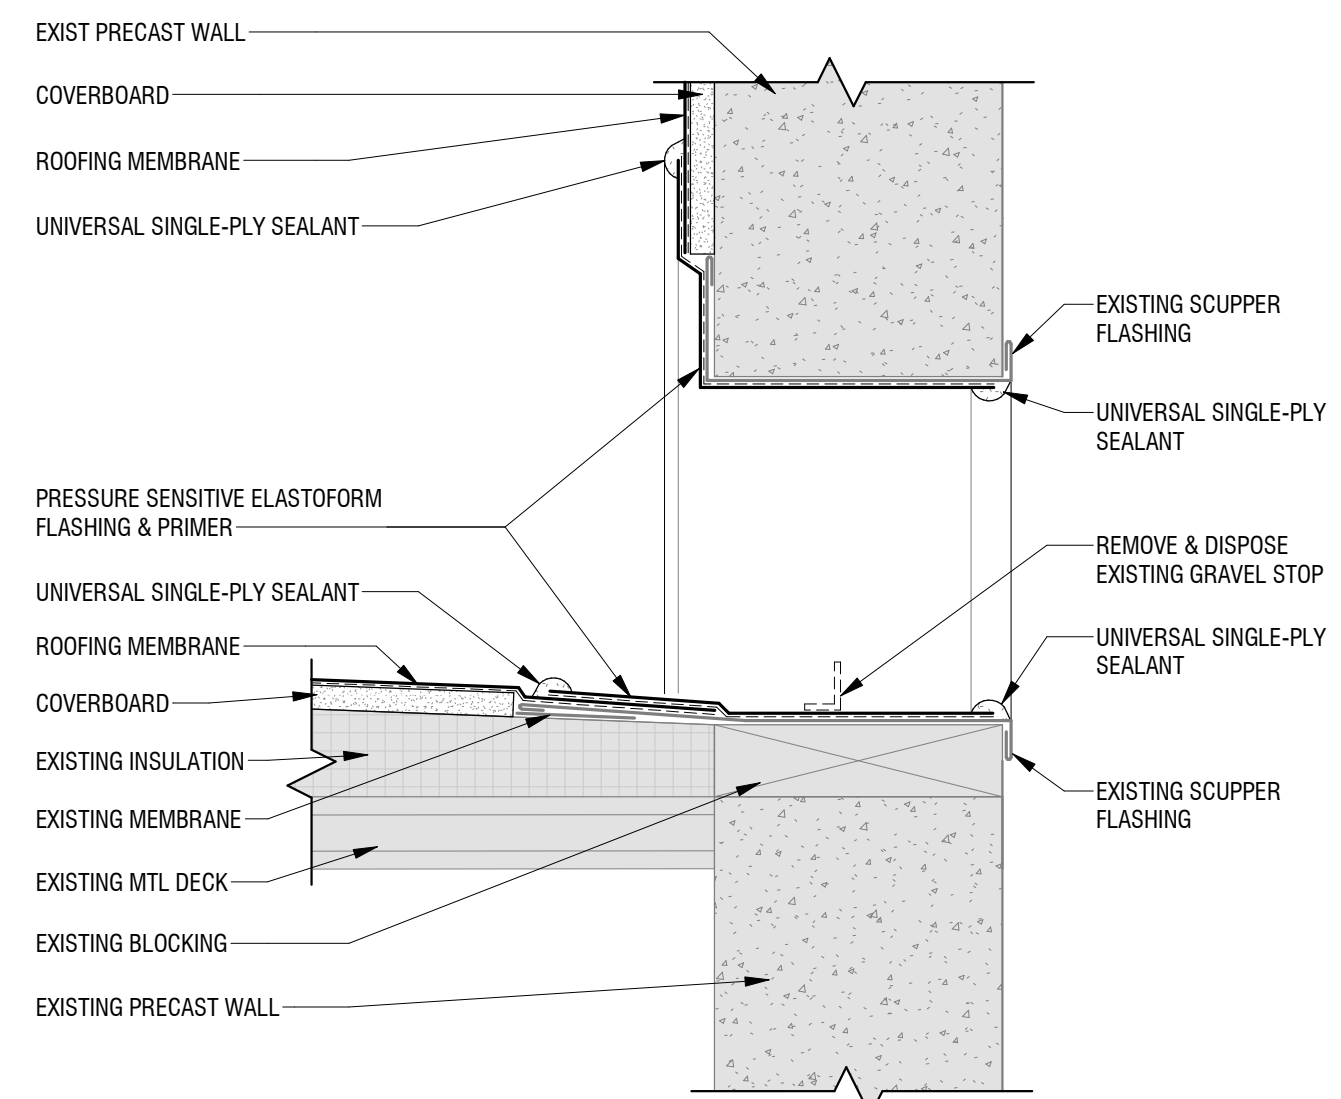 EXIST PRECAST WALL
COVERBOARD
ROOFING MEMBRANE
UNIVERSAL SINGLE-PLY SEALANT
PRESSURE SENSITIVE ELASTOFORM
FLASHING & PRIMER
UNIVERSAL SINGLE-PLY SEALANT
ROOFING MEMBRANE
COVERBOARD
EXISTING INSULATION
EXISTING MEMBRANE
EXISTING MTL DECK
EXISTING BLOCKING
EXISTING PRECAST WALL
EXISTING SCUPPER
FLASHING
UNIVERSAL SINGLE-PLY
SEALANT
REMOVE & DISPOSE
EXISTING GRAVEL STOP
UNIVERSAL SINGLE-PLY
SEALANT
EXISTING SCUPPER
FLASHING